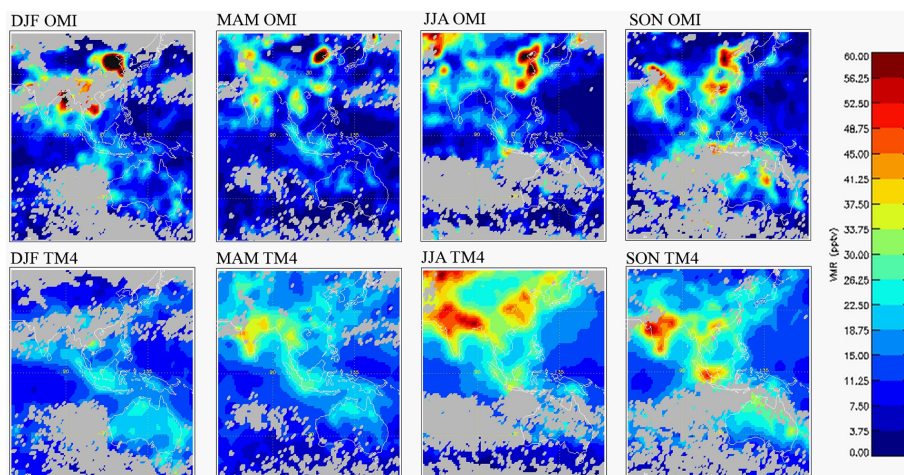 DJF OMI
MAM OMI
JJA OMI
SON OMI
DJF TM4
MAM TM4
JJA TM4
SON TM4
60.00
56.25
52.50
48.75
45.00
41.25
37.50
33.75
30.00
26.25
22.50
18.75
15.00
11.25
7.50
3.75
0.00
VMR (pptv)